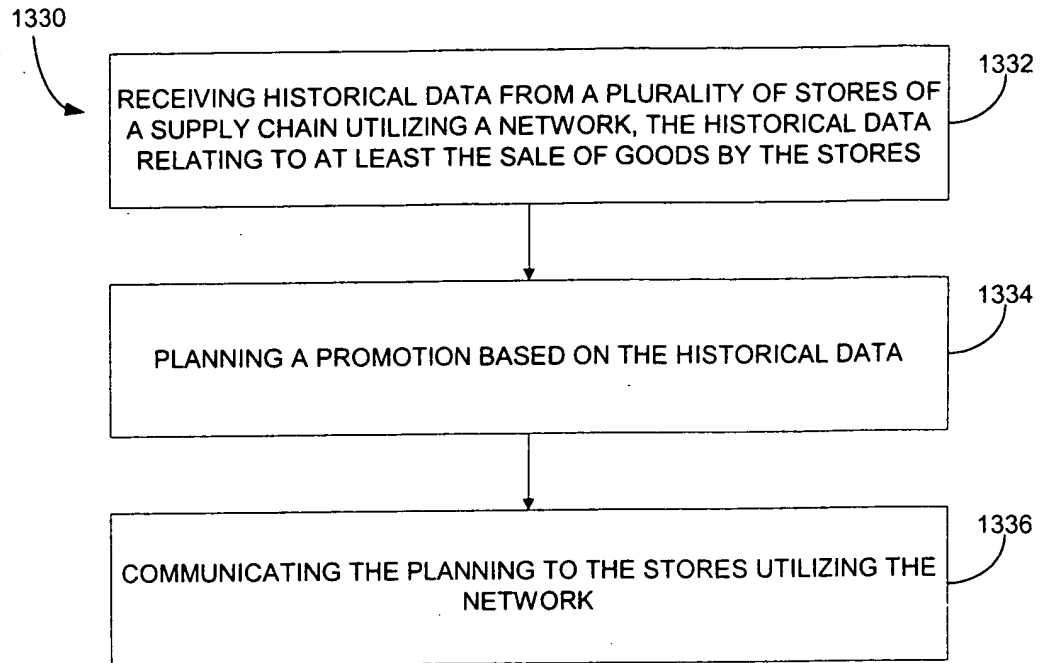 1330
1332
RECEIVING HISTORICAL DATA FROM A PLURALITY OF STORES OF
A SUPPLY CHAIN UTILIZING A NETWORK, THE HISTORICAL DATA
RELATING TO AT LEAST THE SALE OF GOODS BY THE STORES
1334
PLANNING A PROMOTION BASED ON THE HISTORICAL DATA
1336
COMMUNICATING THE PLANNING TO THE STORES UTILIZING THE
NETWORK